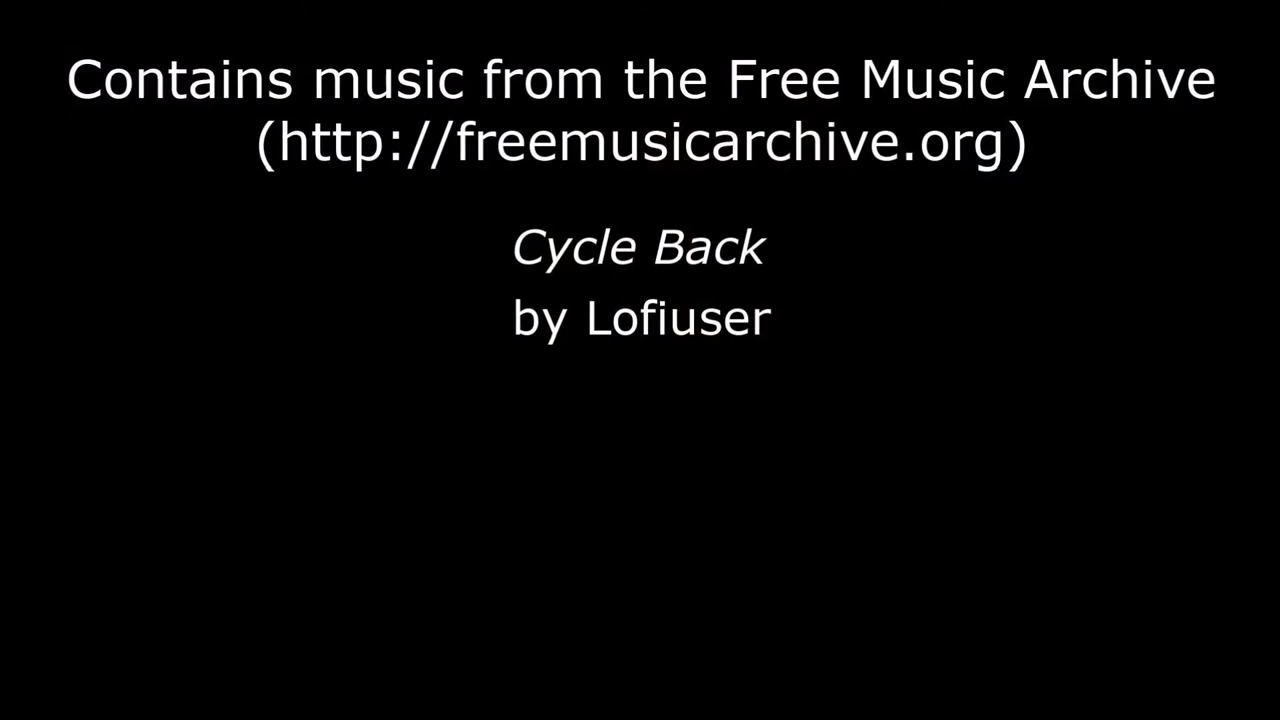 Contains music from the Free Music Archive
(http://freemusicarchive.org)
Cycle Back
by Lofiuser